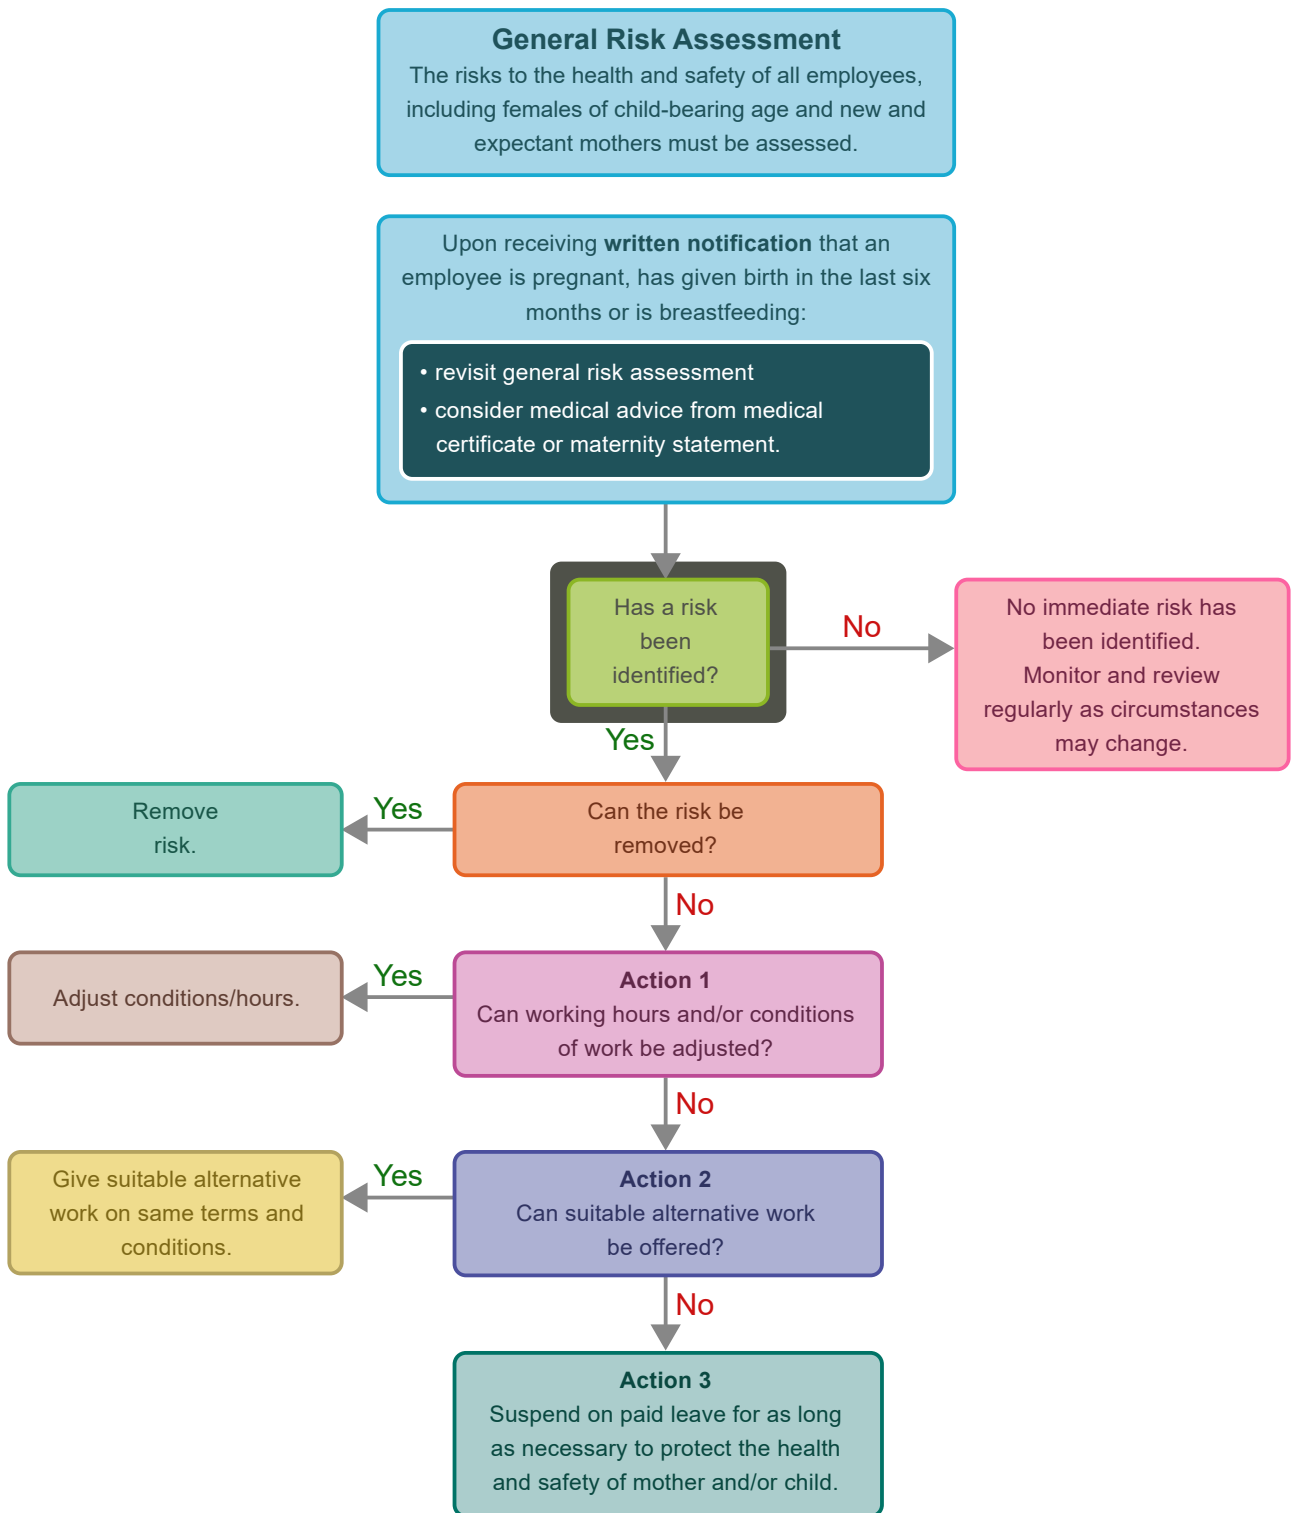 General Risk Assessment
The risks to the health and safety of all employees,
including females of child-bearing age and new and
expectant mothers must be assessed.
Upon receiving written notification that an
employee is pregnant, has given birth in the last six
months or is breastfeeding:
• revisit general risk assessment
• consider medical advice from medical
certificate or maternity statement.
Has a risk
been
identified?
No
No immediate risk has
been identified.
Monitor and review
regularly as circumstances
may change.
Yes
Can the risk be
removed?
Yes
Remove
risk.
No
Action 1
Can working hours and/or conditions
of work be adjusted?
Yes
Adjust conditions/hours.
No
Action 2
Can suitable alternative work
be offered?
Yes
Give suitable alternative
work on same terms and
conditions.
No
Action 3
Suspend on paid leave for as long
as necessary to protect the health
and safety of mother and/or child.